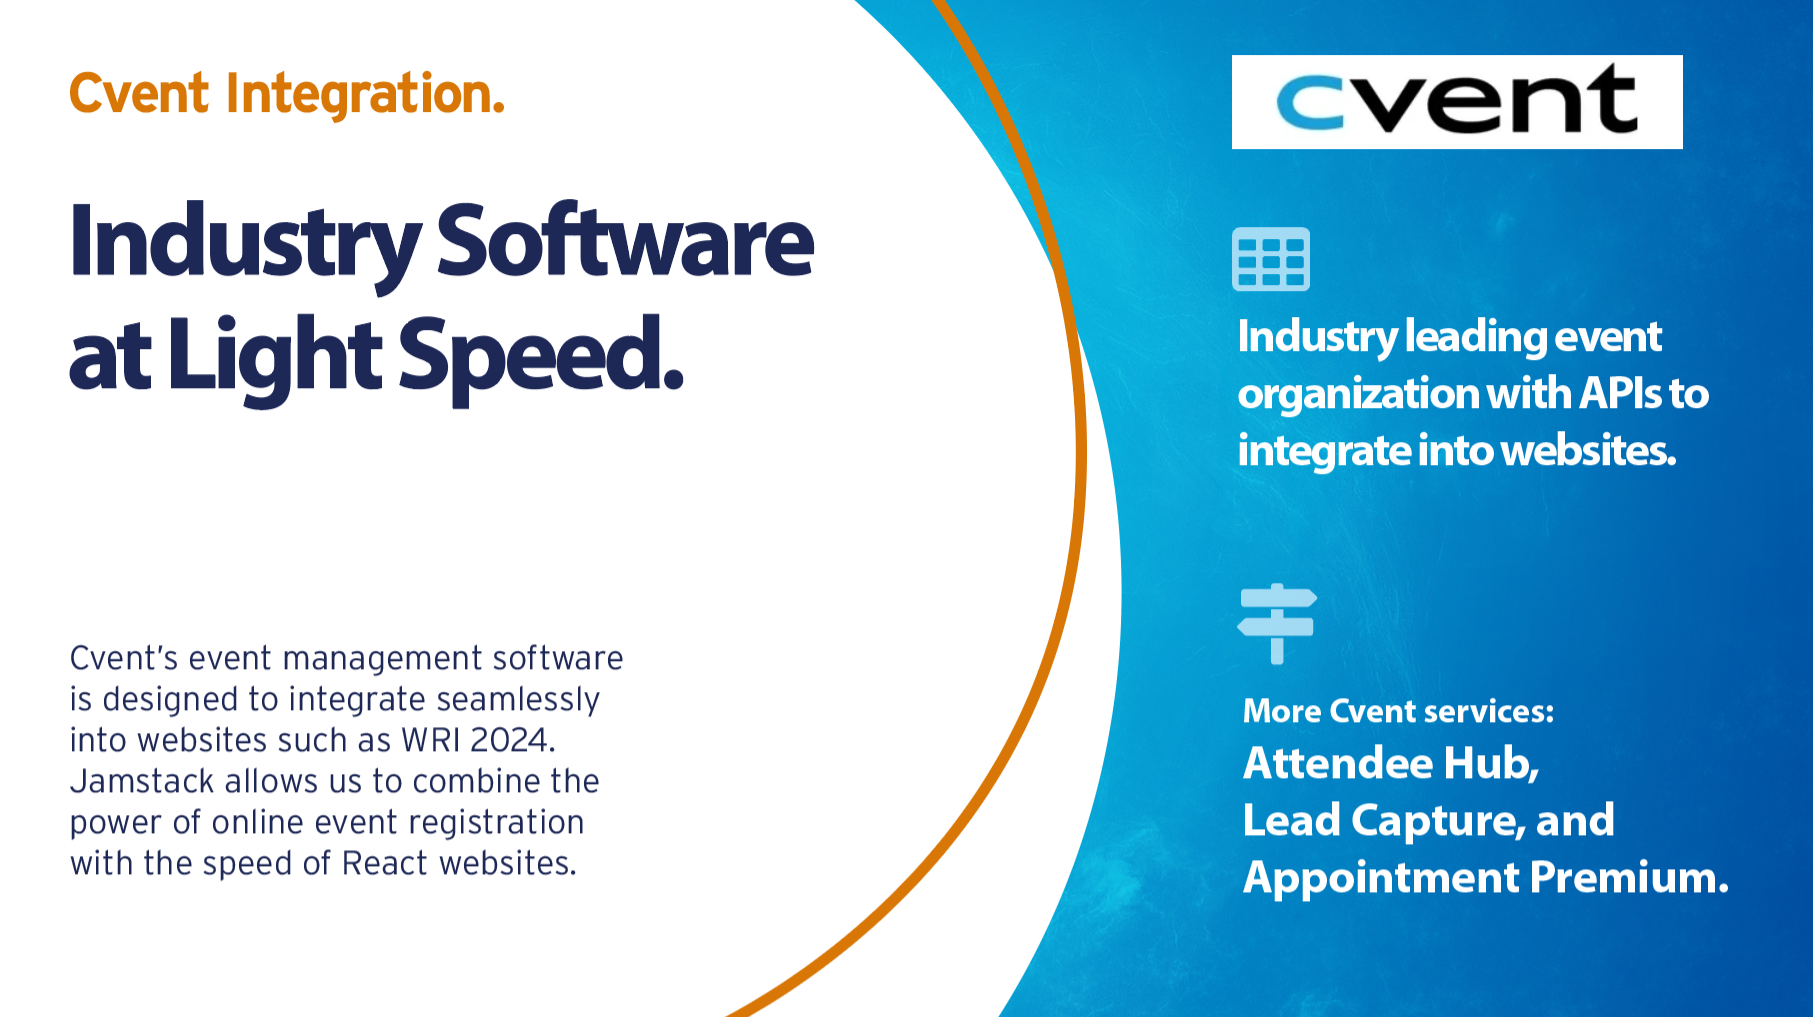 Cvent Integration.
Industry Software
at Light Speed.
Cvent’s event management software
is designed to integrate seamlessly
into websites such as WRI 2024.
Jamstack allows us to combine the
power of online event registration
with the speed of React websites.
cvent
Industry leading event
organization with APIs to
integrate into websites.
More Cvent services:
Attendee Hub,
Lead Capture, and
Appointment Premium.